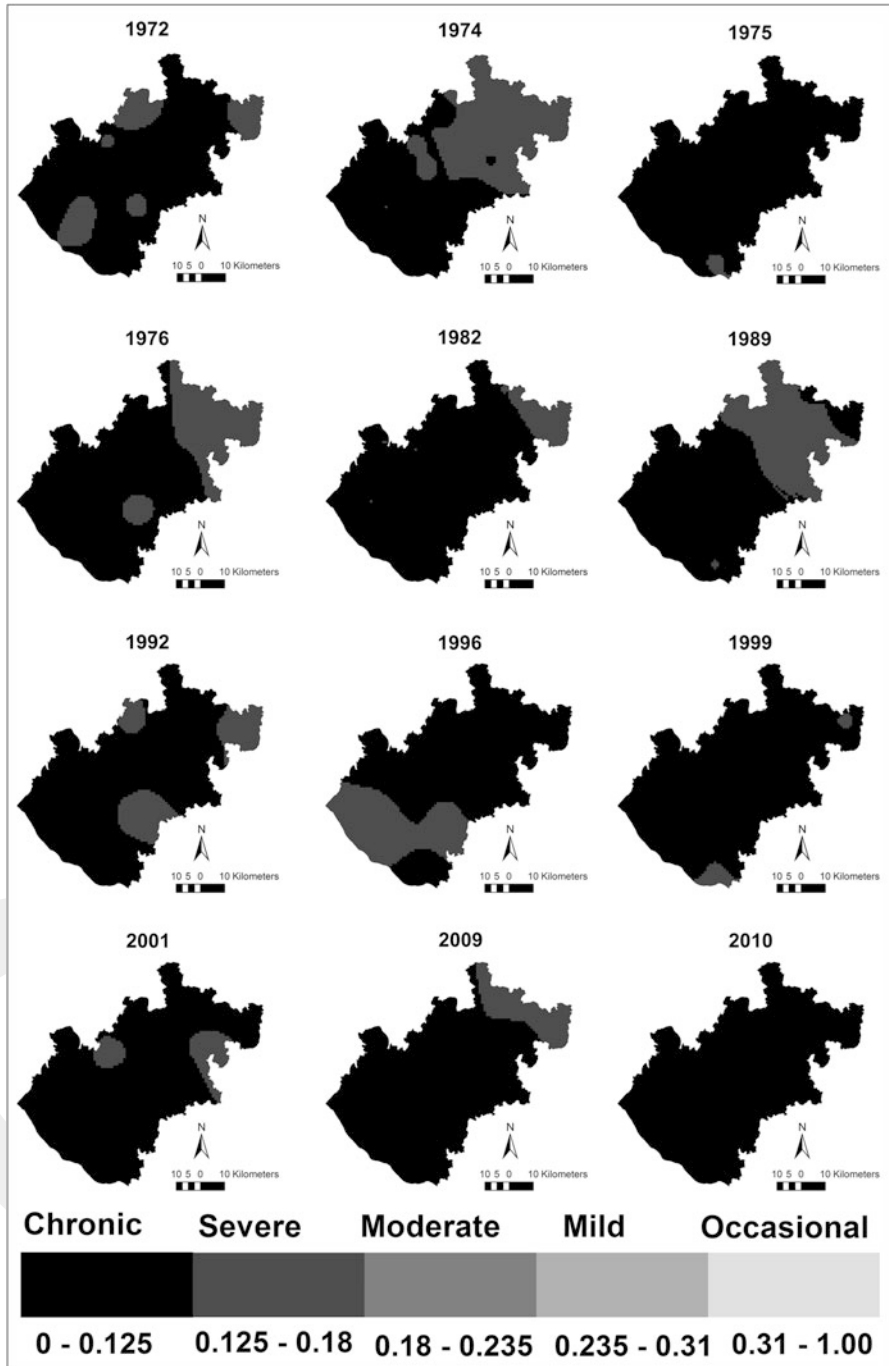 1972 1974 1975
N N N
10 5 0 10 Kilometers 10 5 0 10 Kilometers 10 5 0 10 Kilometers
1976 1982 1989
N N N
10 5 0 10 Kilometers 10 5 0 10 Kilometers 10 5 0 10 Kilometers
1992 1996 1999
N N N
10 5 0 10 Kilometers 10 5 0 10 Kilometers 10 5 0 10 Kilometers
2001 2009 2010
N N N
10 5 0 10 Kilometers 10 5 0 10 Kilometers 10 5 0 10 Kilometers
Chronic Severe Moderate Mild Occasional
0 - 0.125 0.125 - 0.18 0.18 - 0.235 0.235 - 0.31 0.31 - 1.00